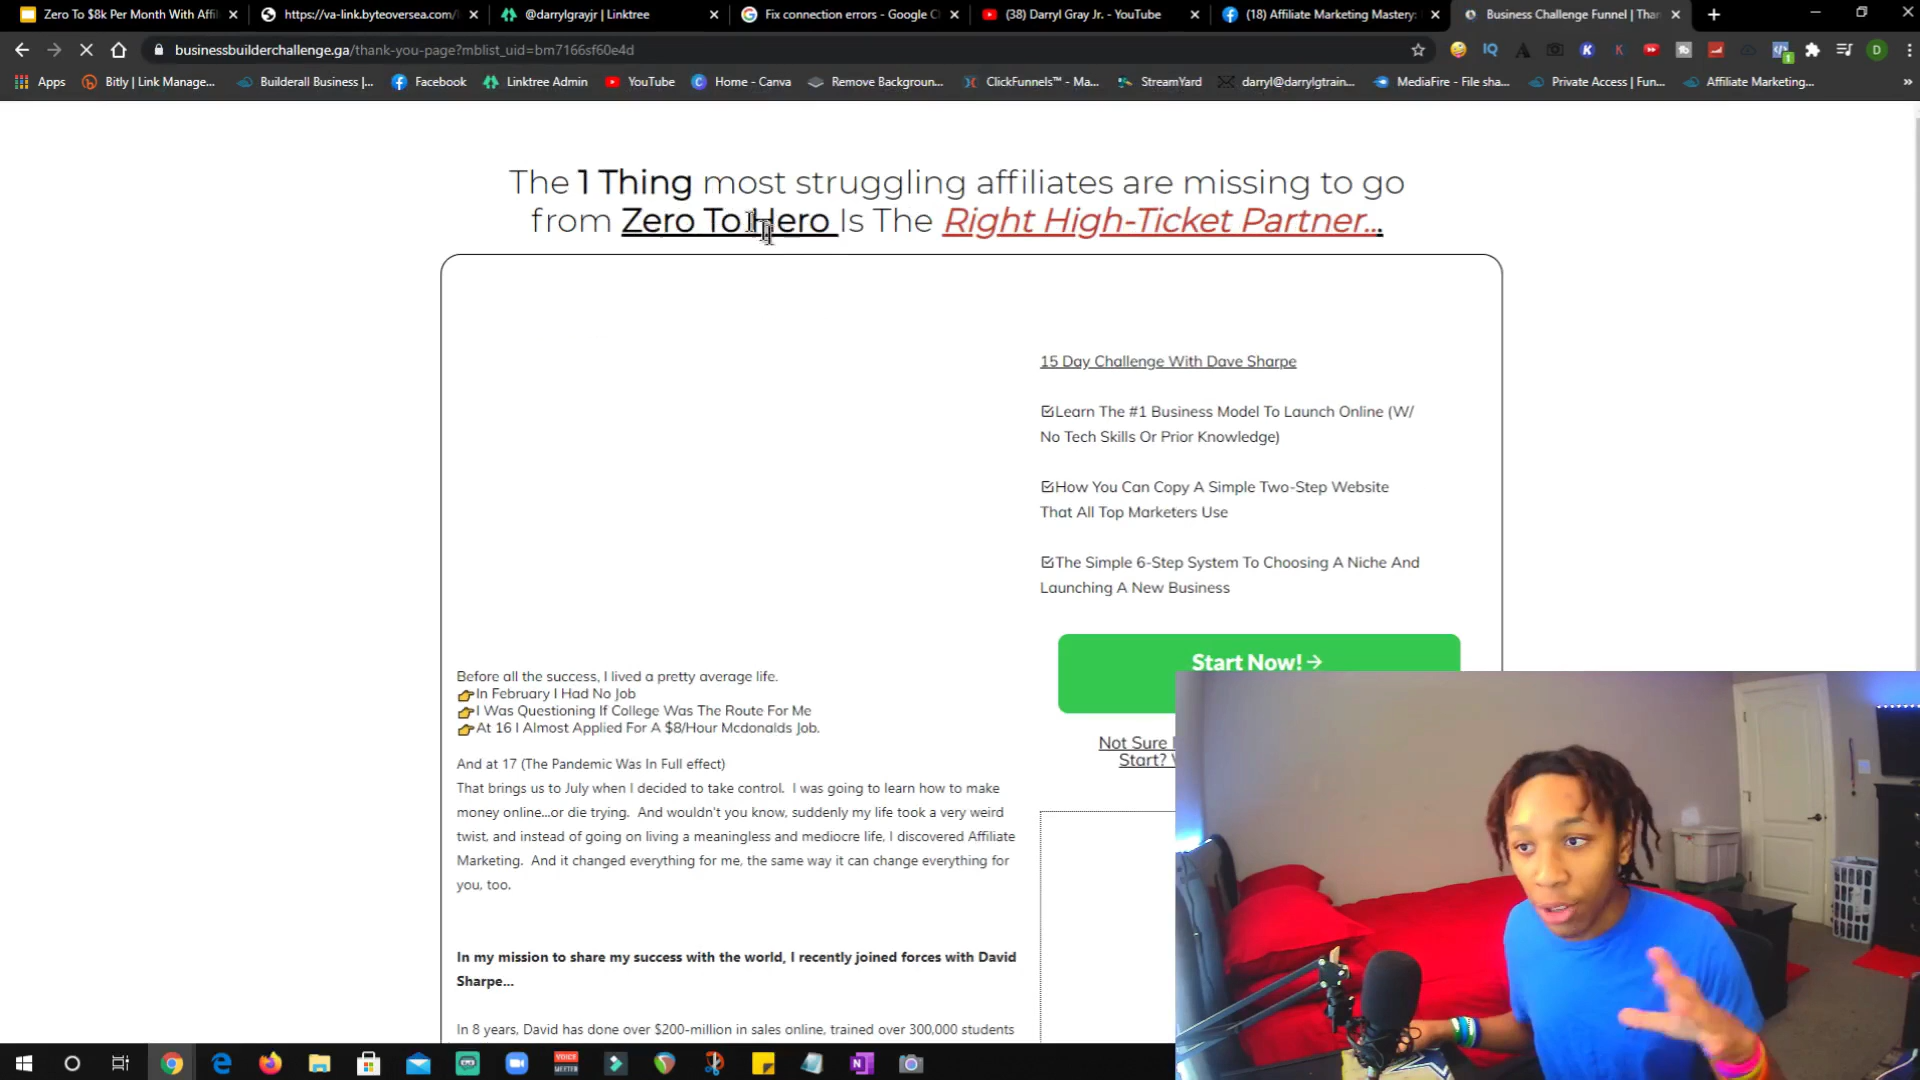 Zero To $8k Per Month With Affil
https://va-link.byteoversea.com/
@darrylgrayjr | Linktree
Fix connection errors - Google C
(38) Darryl Gray Jr. - YouTube
(18) Affiliate Marketing Mastery:
Business Challenge Funnel | Than
businessbuilderchallenge.ga/thank-you-page?mblist_uid=bm7166sf60e4d
Apps
Bitly | Link Manage...
Builderall Business |...
Facebook
Linktree Admin
YouTube
Home - Canva
Remove Backgroun...
ClickFunnels™ - Ma...
StreamYard
darryl@darrylgtrain...
MediaFire - File sha...
Private Access | Fun...
Affiliate Marketing...
The 1 Thing most struggling affiliates are missing to go
from Zero To Hero Is The Right High-Ticket Partner...
15 Day Challenge With Dave Sharpe
☑Learn The #1 Business Model To Launch Online (W/
No Tech Skills Or Prior Knowledge)
☑How You Can Copy A Simple Two-Step Website
That All Top Marketers Use
☑The Simple 6-Step System To Choosing A Niche And
Launching A New Business
Start Now!→
Not Sure
Start?
Before all the success, I lived a pretty average life.
👉In February I Had No Job
👉I Was Questioning If College Was The Route For Me
👉At 16 I Almost Applied For A $8/Hour Mcdonalds Job.
And at 17 (The Pandemic Was In Full effect)
That brings us to July when I decided to take control. I was going to learn how to make
money online...or die trying. And wouldn't you know, suddenly my life took a very weird
twist, and instead of going on living a meaningless and mediocre life, I discovered Affiliate
Marketing. And it changed everything for me, the same way it can change everything for
you, too.
In my mission to share my success with the world, I recently joined forces with David
Sharpe...
In 8 years, David has done over $200-million in sales online, trained over 300,000 students